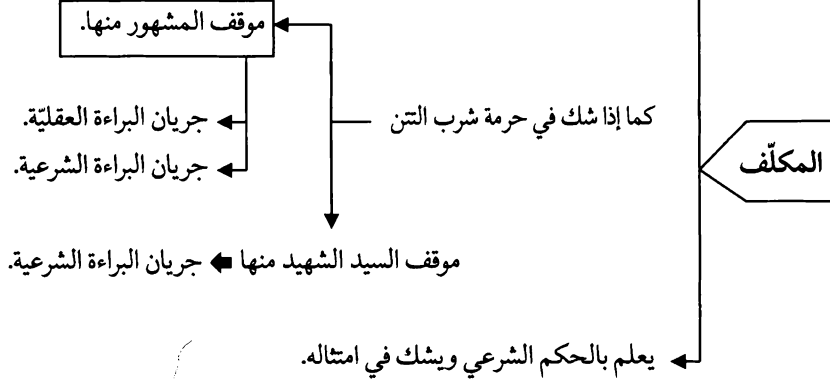 موقف المشهور منها.
كما إذا شك في حرمة شرب التتن
جريان البراءة العقليّة.
المكلّف
جريان البراءة الشرعية.
موقف السيد الشهيد منها جريان البراءة الشرعية.
يعلم بالحكم الشرعي ويشك في امتثاله.